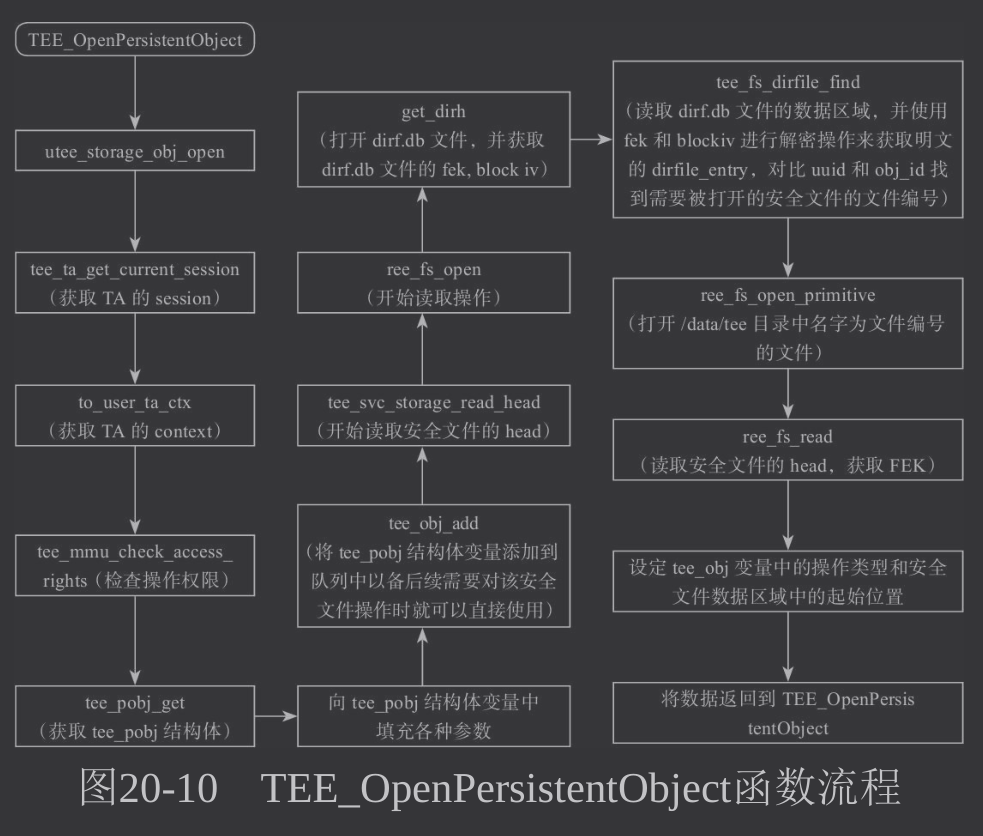 TEE_OpenPersistentObject
utee_storage_obj_open
tee_ta_get_current_session
（获取 TA 的 session）
to_user_ta_ctx
（获取 TA 的 context）
tee_mmu_check_access_
rights（检查操作权限）
tee_pobj_get
（获取 tee_pobj 结构体）
向 tee_pobj 结构体变量中
填充各种参数
tee_obj_add
（将 tee_pobj 结构体变量添加到
队列中以备后续需要对该安全
文件操作时就可以直接使用）
tee_svc_storage_read_head
（开始读取安全文件的 head）
ree_fs_open
（开始读取操作）
get_dirh
（打开 dirf.db 文件，并获取
dirf.db 文件的 fek, block iv）
tee_fs_dirfile_find
（读取 dirf.db 文件的数据区域，并使用
fek 和 blockiv 进行解密操作来获取明文
的 dirfile_entry，对比 uuid 和 obj_id 找
到需要被打开的安全文件的文件编号）
ree_fs_open_primitive
（打开 /data/tee 目录中名字为文件编号
的文件）
ree_fs_read
（读取安全文件的 head，获取 FEK）
设定 tee_obj 变量中的操作类型和安全
文件数据区域中的起始位置
将数据返回到 TEE_OpenPersis
tentObject
图20-10 TEE_OpenPersistentObject函数流程